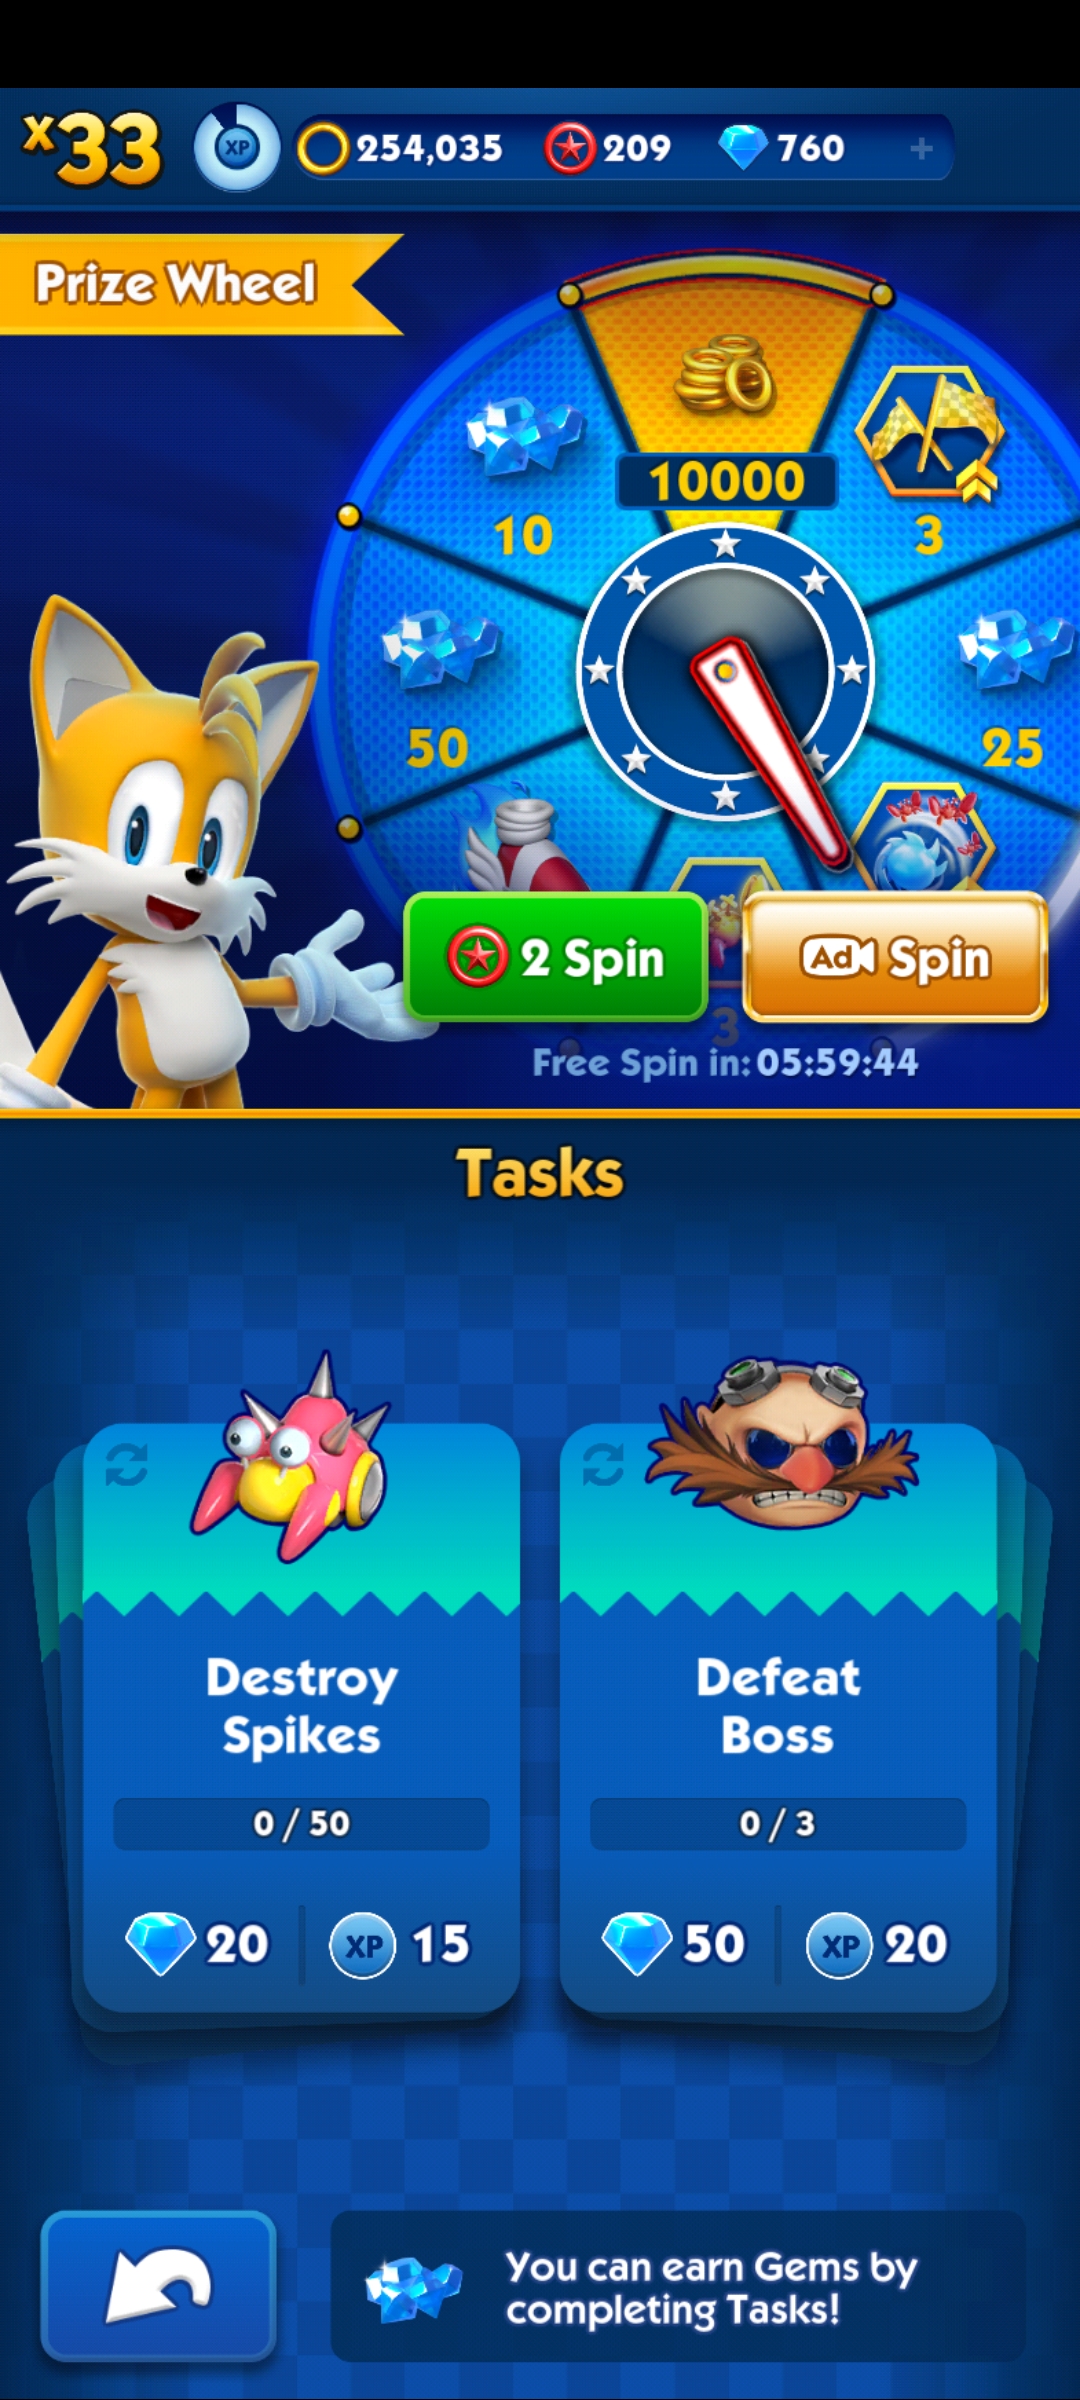 x33
XP
254,035
209
760
+
Prize Wheel
10000
10
3
50
25
2 Spin
Ad Spin
3
Free Spin in: 05:59:44
Tasks
Destroy
Spikes
0 / 50
20
XP 15
Defeat
Boss
0 / 3
50
XP 20
You can earn Gems by
completing Tasks!